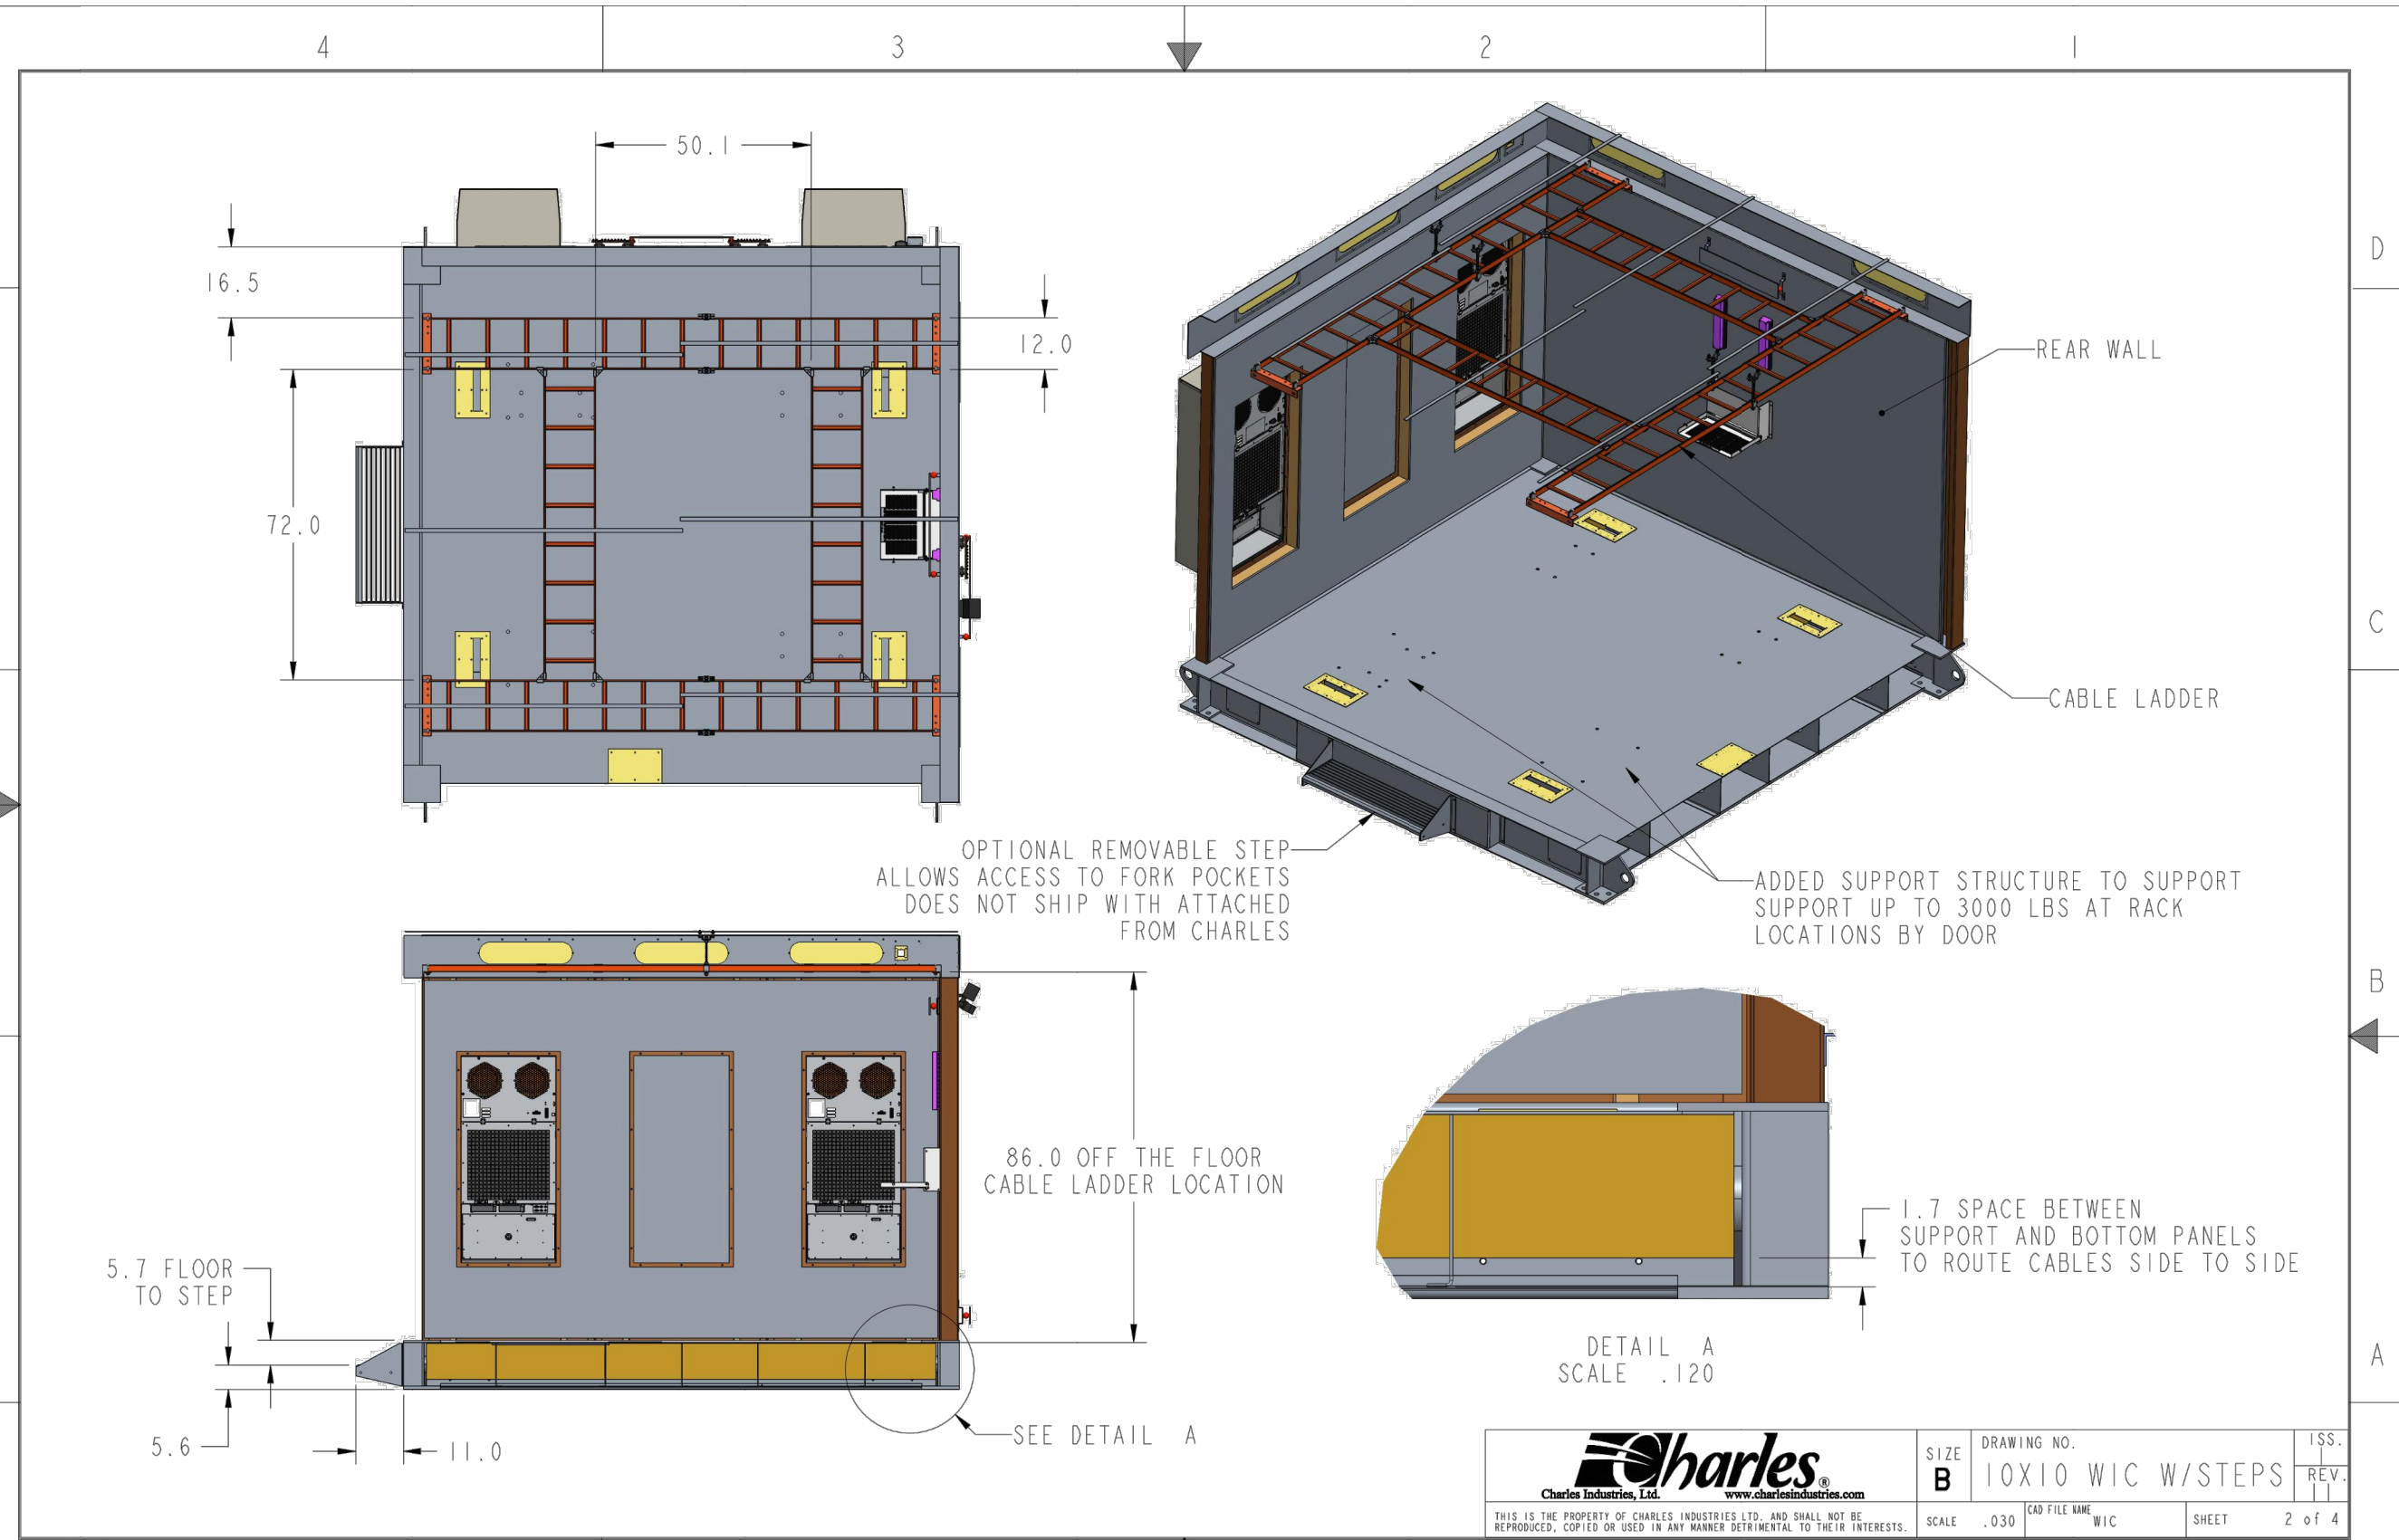 4
3
2
1
D
C
B
A
50.1
16.5
12.0
72.0
REAR WALL
CABLE LADDER
OPTIONAL REMOVABLE STEP
ALLOWS ACCESS TO FORK POCKETS
DOES NOT SHIP WITH ATTACHED
FROM CHARLES
ADDED SUPPORT STRUCTURE TO SUPPORT
SUPPORT UP TO 3000 LBS AT RACK
LOCATIONS BY DOOR
86.0 OFF THE FLOOR
CABLE LADDER LOCATION
5.7 FLOOR
TO STEP
5.6
11.0
SEE DETAIL A
1.7 SPACE BETWEEN
SUPPORT AND BOTTOM PANELS
TO ROUTE CABLES SIDE TO SIDE
DETAIL A
SCALE .120
Charles®
Charles Industries, Ltd. www.charlesindustries.com
THIS IS THE PROPERTY OF CHARLES INDUSTRIES LTD. AND SHALL NOT BE
REPRODUCED, COPIED OR USED IN ANY MANNER DETRIMENTAL TO THEIR INTERESTS.
SIZE
B
DRAWING NO.
10X10 WIC W/STEPS
ISS.
1
REV.
11
SCALE .030
CAD FILE NAME WIC
SHEET 2 of 4